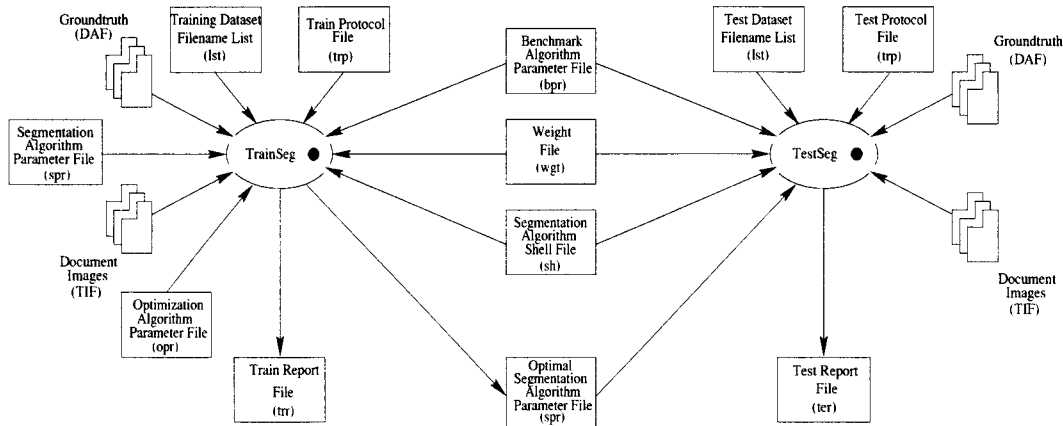 Groundtruth
(DAF)
Training Dataset
Filename List
(lst)
Train Protocol
File
(trp)
Benchmark
Algorithm
Parameter File
(bpr)
Test Dataset
Filename List
(lst)
Test Protocol
File
(trp)
Groundtruth
(DAF)
Segmentation
Algorithm
Parameter File
(spr)
TrainSeg
Weight
File
(wgt)
TestSeg
Document
Images
(TIF)
Segmentation
Algorithm
Shell File
(sh)
Document
Images
(TIF)
Optimization
Algorithm
Parameter File
(opr)
Train Report
File
(trr)
Optimal
Segmentation
Algorithm
Parameter File
(spr)
Test Report
File
(ter)